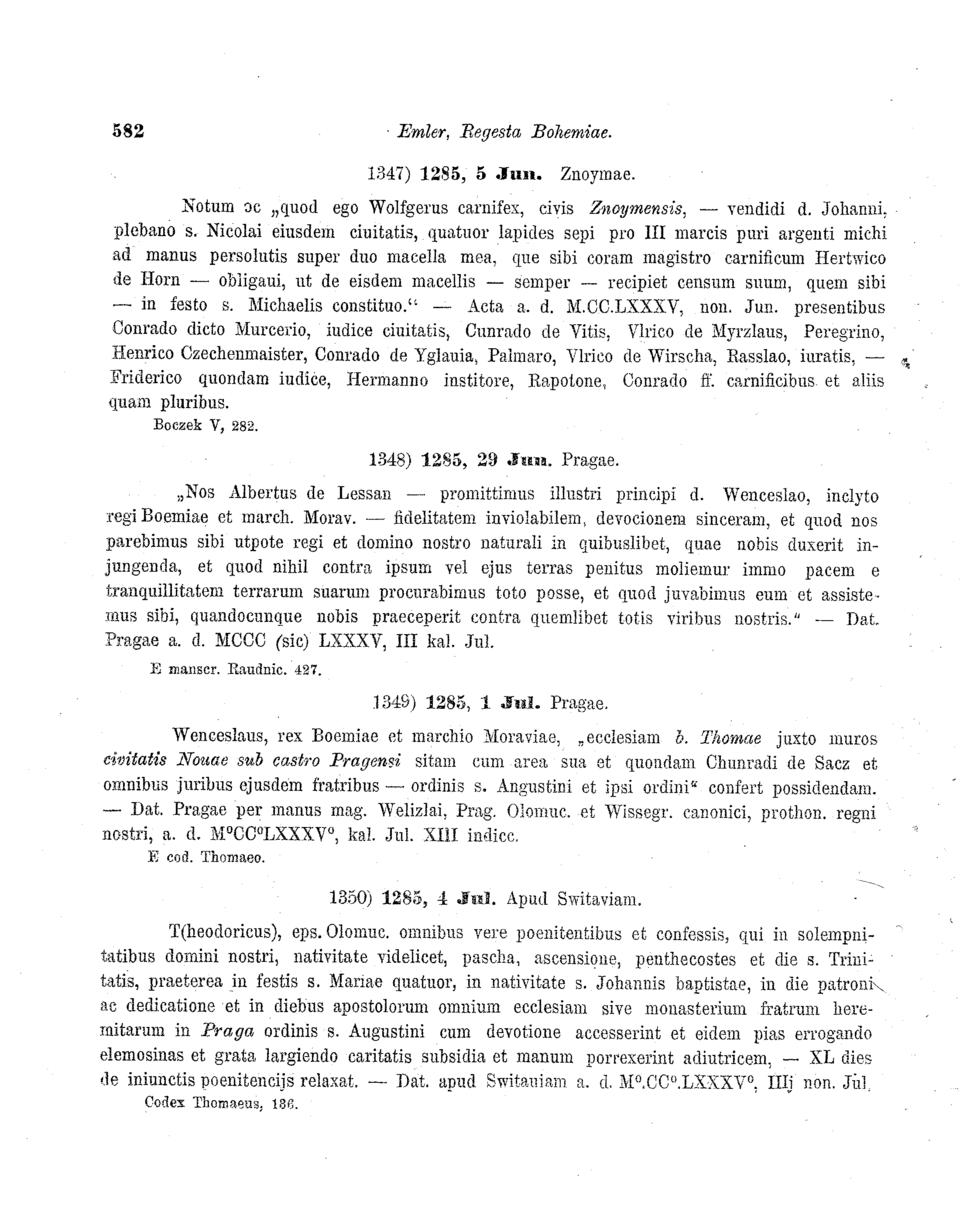 582 Emler, Regesta Bohemiae.
1347) 1285, 5 Jun. Znoymae.
Notum ɔc „quod ego Wolfgerus carnifex, civis Znoymensis, — vendidi d. Johanni,
plebano s. Nicolai eiusdem ciuitatis, quatuor lapides sepi pro III marcis puri argenti michi
ad manus persolutis super duo macella mea, que sibi coram magistro carnificum Hertwico
de Horn — obligaui, ut de eisdem macellis — semper — recipiet censum suum, quem sibi
— in festo s. Michaelis constituo.“ — Acta a. d. M.CC.LXXXV, non. Jun. presentibus
Conrado dicto Murcerio, iudice ciuitatis, Cunrado de Vitis, Vlrico de Myrzlaus, Peregrino,
Henrico Czechenmaister, Conrado de Yglauia, Palmaro, Vlrico de Wirscha, Rasslao, iuratis, —
Friderico quondam iudice, Hermanno institore, Rapotone, Conrado ff. carnificibus et aliis
quam pluribus.
Boczek V, 282.
1348) 1285, 29 Jun. Pragae.
„Nos Albertus de Lessan — promittimus illustri principi d. Wenceslao, inclyto
regi Boemiae et march. Morav. — fidelitatem inviolabilem, devocionem sinceram, et quod nos
parebimus sibi utpote regi et domino nostro naturali in quibuslibet, quae nobis duxerit in-
jungenda, et quod nihil contra ipsum vel ejus terras penitus moliemur immo pacem e
tranquillitatem terrarum suarum procurabimus toto posse, et quod juvabimus eum et assiste-
mus sibi, quandocunque nobis praeceperit contra quemlibet totis viribus nostris." — Dat.
Pragae a. d. MCCC (sic) LXXXV, III kal. Jul.
E manscr. Raudnic. 427.
1349) 1285, 1 Jul. Pragae.
Wenceslaus, rex Boemiae et marchio Moraviae, „ecclesiam b. Thomae juxto muros
civitatis Nouae sub castro Pragensi sitam cum area sua et quondam Chunradi de Sacz et
omnibus juribus ejusdem fratribus — ordinis s. Angustini et ipsi ordini“ confert possidendam.
— Dat. Pragae per manus mag. Welizlai, Prag. Olomuc. et Wissegr. canonici, prothon. regni
nostri, a. d. M⁰CC⁰LXXXV⁰, kal. Jul. XIII indicc.
E cod. Thomaeo.
1350) 1285, 4 Jul. Apud Switaviam.
T(heodoricus), eps. Olomuc. omnibus vere poenitentibus et confessis, qui in solempni-
tatibus domini nostri, nativitate videlicet, pascha, ascensione, penthecostes et die s. Trini-
tatis, praeterea in festis s. Mariae quatuor, in nativitate s. Johannis baptistae, in die patroni
ac dedicatione et in diebus apostolorum omnium ecclesiam sive monasterium fratrum here-
mitarum in Praga ordinis s. Augustini cum devotione accesserint et eidem pias errogando
elemosinas et grata largiendo caritatis subsidia et manum porrexerint adiutricem, — XL dies
de iniunctis poenitencijs relaxat. — Dat. apud Switauiam a. d. M⁰.CC⁰.LXXXV⁰, IIIj non. Jul.
Codex Thomaeus, 136.